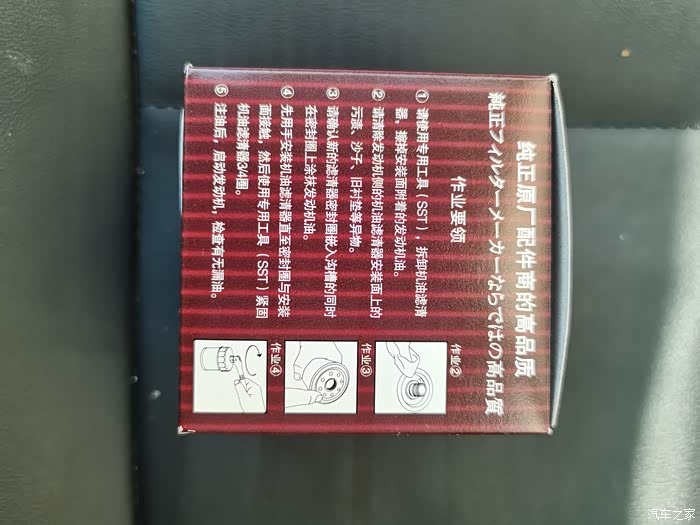 纯正原厂配件商的高品质
純正フィルターメーカーならではの高品質
作业要领
① 请使用专用工具（SST），拆卸机油滤清
器。擦掉安装面附着的发动机油。
② 请清除发动机侧的机油滤清器安装面上的
污渍、沙子、旧衬垫等异物。
③ 请确认新的滤清器密封圈嵌入沟槽的同时
在密封圈上涂抹发动机油。
④ 先用手安装机油滤清器直至密封圈与安装
面接触，然后使用专用工具（SST）紧固
机油滤清器3/4圈。
⑤ 注油后，启动发动机，检查有无漏油。
作业②
作业③
作业④
汽车之家